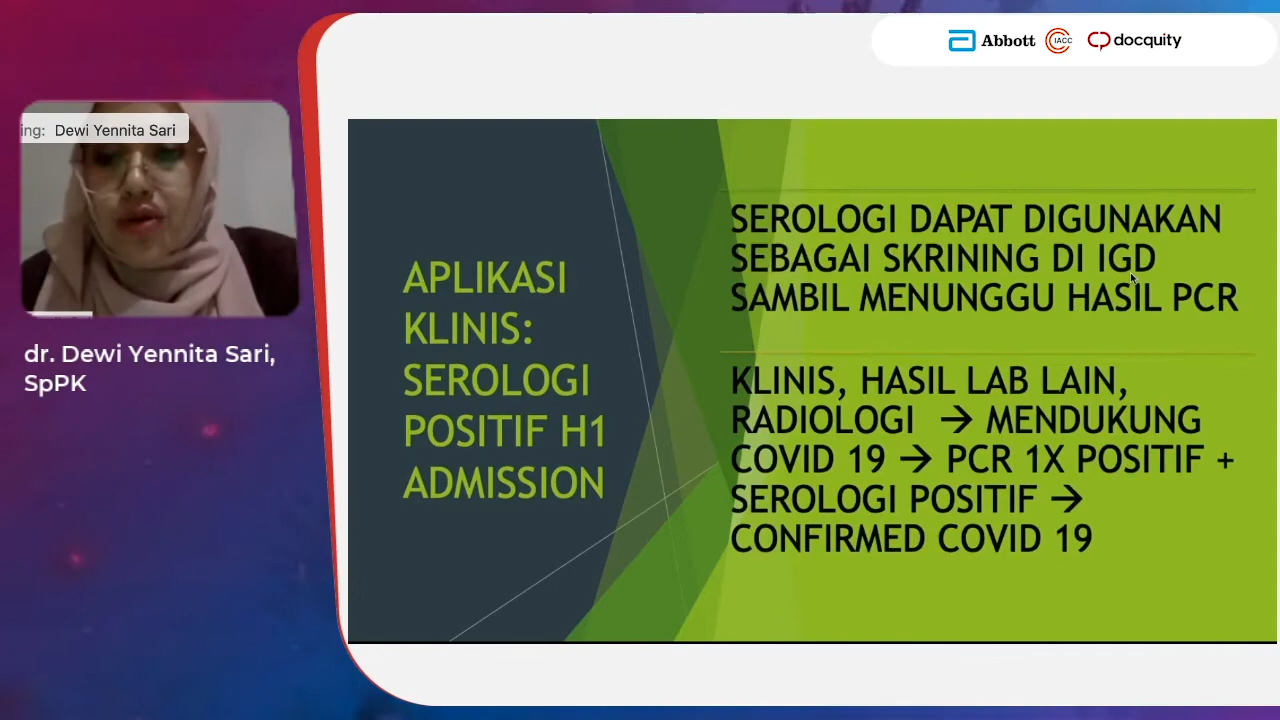 Abbott
IACC
docquity
ing: Dewi Yennita Sari
dr. Dewi Yennita Sari,
SpPK
APLIKASI
KLINIS:
SEROLOGI
POSITIF H1
ADMISSION
SEROLOGI DAPAT DIGUNAKAN
SEBAGAI SKRINING DI IGD
SAMBIL MENUNGGU HASIL PCR
KLINIS, HASIL LAB LAIN,
RADIOLOGI → MENDUKUNG
COVID 19 → PCR 1X POSITIF +
SEROLOGI POSITIF →
CONFIRMED COVID 19